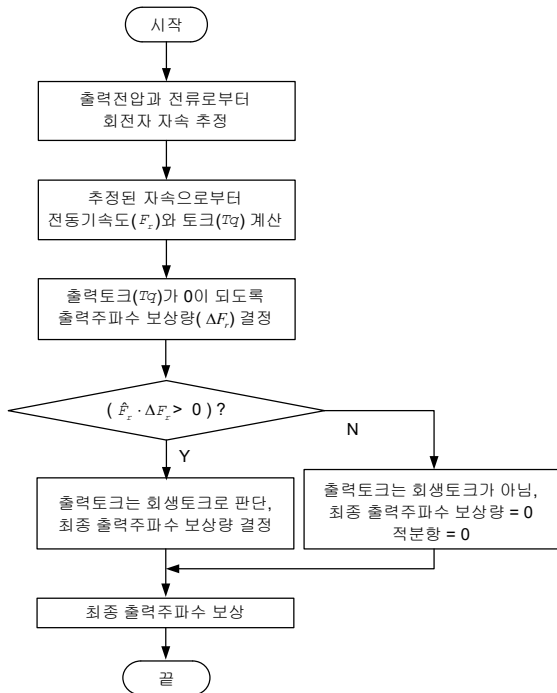 시작
출력전압과 전류로부터
회전자 자속 추정
추정된 자속으로부터
전동기속도(F_r)와 토크(Tq) 계산
출력토크(Tq)가 0이 되도록
출력주파수 보상량( ΔF_r) 결정
( F̂_r · ΔF_r > 0 ) ?
N
Y
출력토크는 회생토크로 판단,
최종 출력주파수 보상량 결정
출력토크는 회생토크가 아님,
최종 출력주파수 보상량 = 0
적분항 = 0
최종 출력주파수 보상
끝